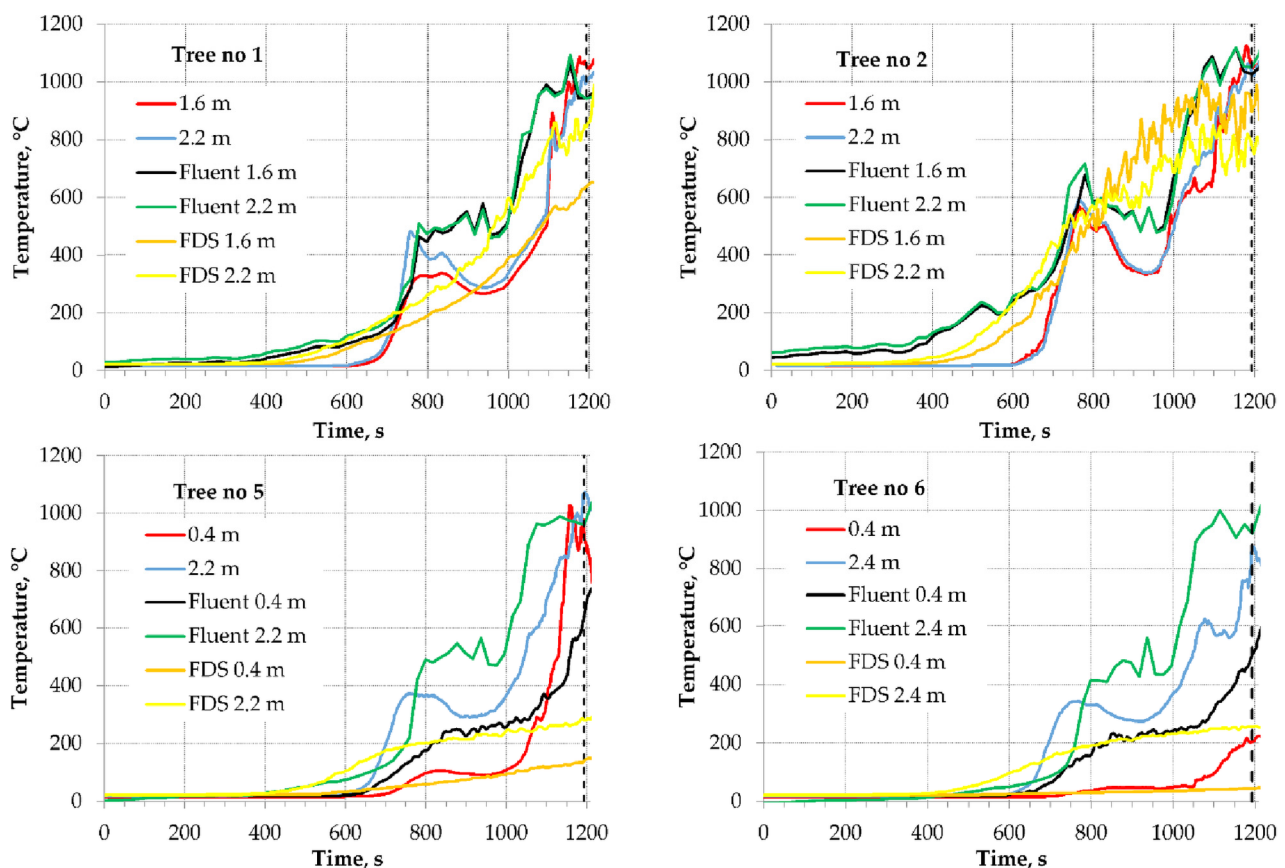 1200
1000
800
600
400
200
0
Temperature, °C
Tree no 1
1.6 m
2.2 m
Fluent 1.6 m
Fluent 2.2 m
FDS 1.6 m
FDS 2.2 m
0 200 400 600 800 1000 1200
Time, s
1200
1000
800
600
400
200
0
Temperature, °C
Tree no 2
1.6 m
2.2 m
Fluent 1.6 m
Fluent 2.2 m
FDS 1.6 m
FDS 2.2 m
0 200 400 600 800 1000 1200
Time, s
1200
1000
800
600
400
200
0
Temperature, °C
Tree no 5
0.4 m
2.2 m
Fluent 0.4 m
Fluent 2.2 m
FDS 0.4 m
FDS 2.2 m
0 200 400 600 800 1000 1200
Time, s
1200
1000
800
600
400
200
0
Temperature, °C
Tree no 6
0.4 m
2.4 m
Fluent 0.4 m
Fluent 2.4 m
FDS 0.4 m
FDS 2.4 m
0 200 400 600 800 1000 1200
Time, s